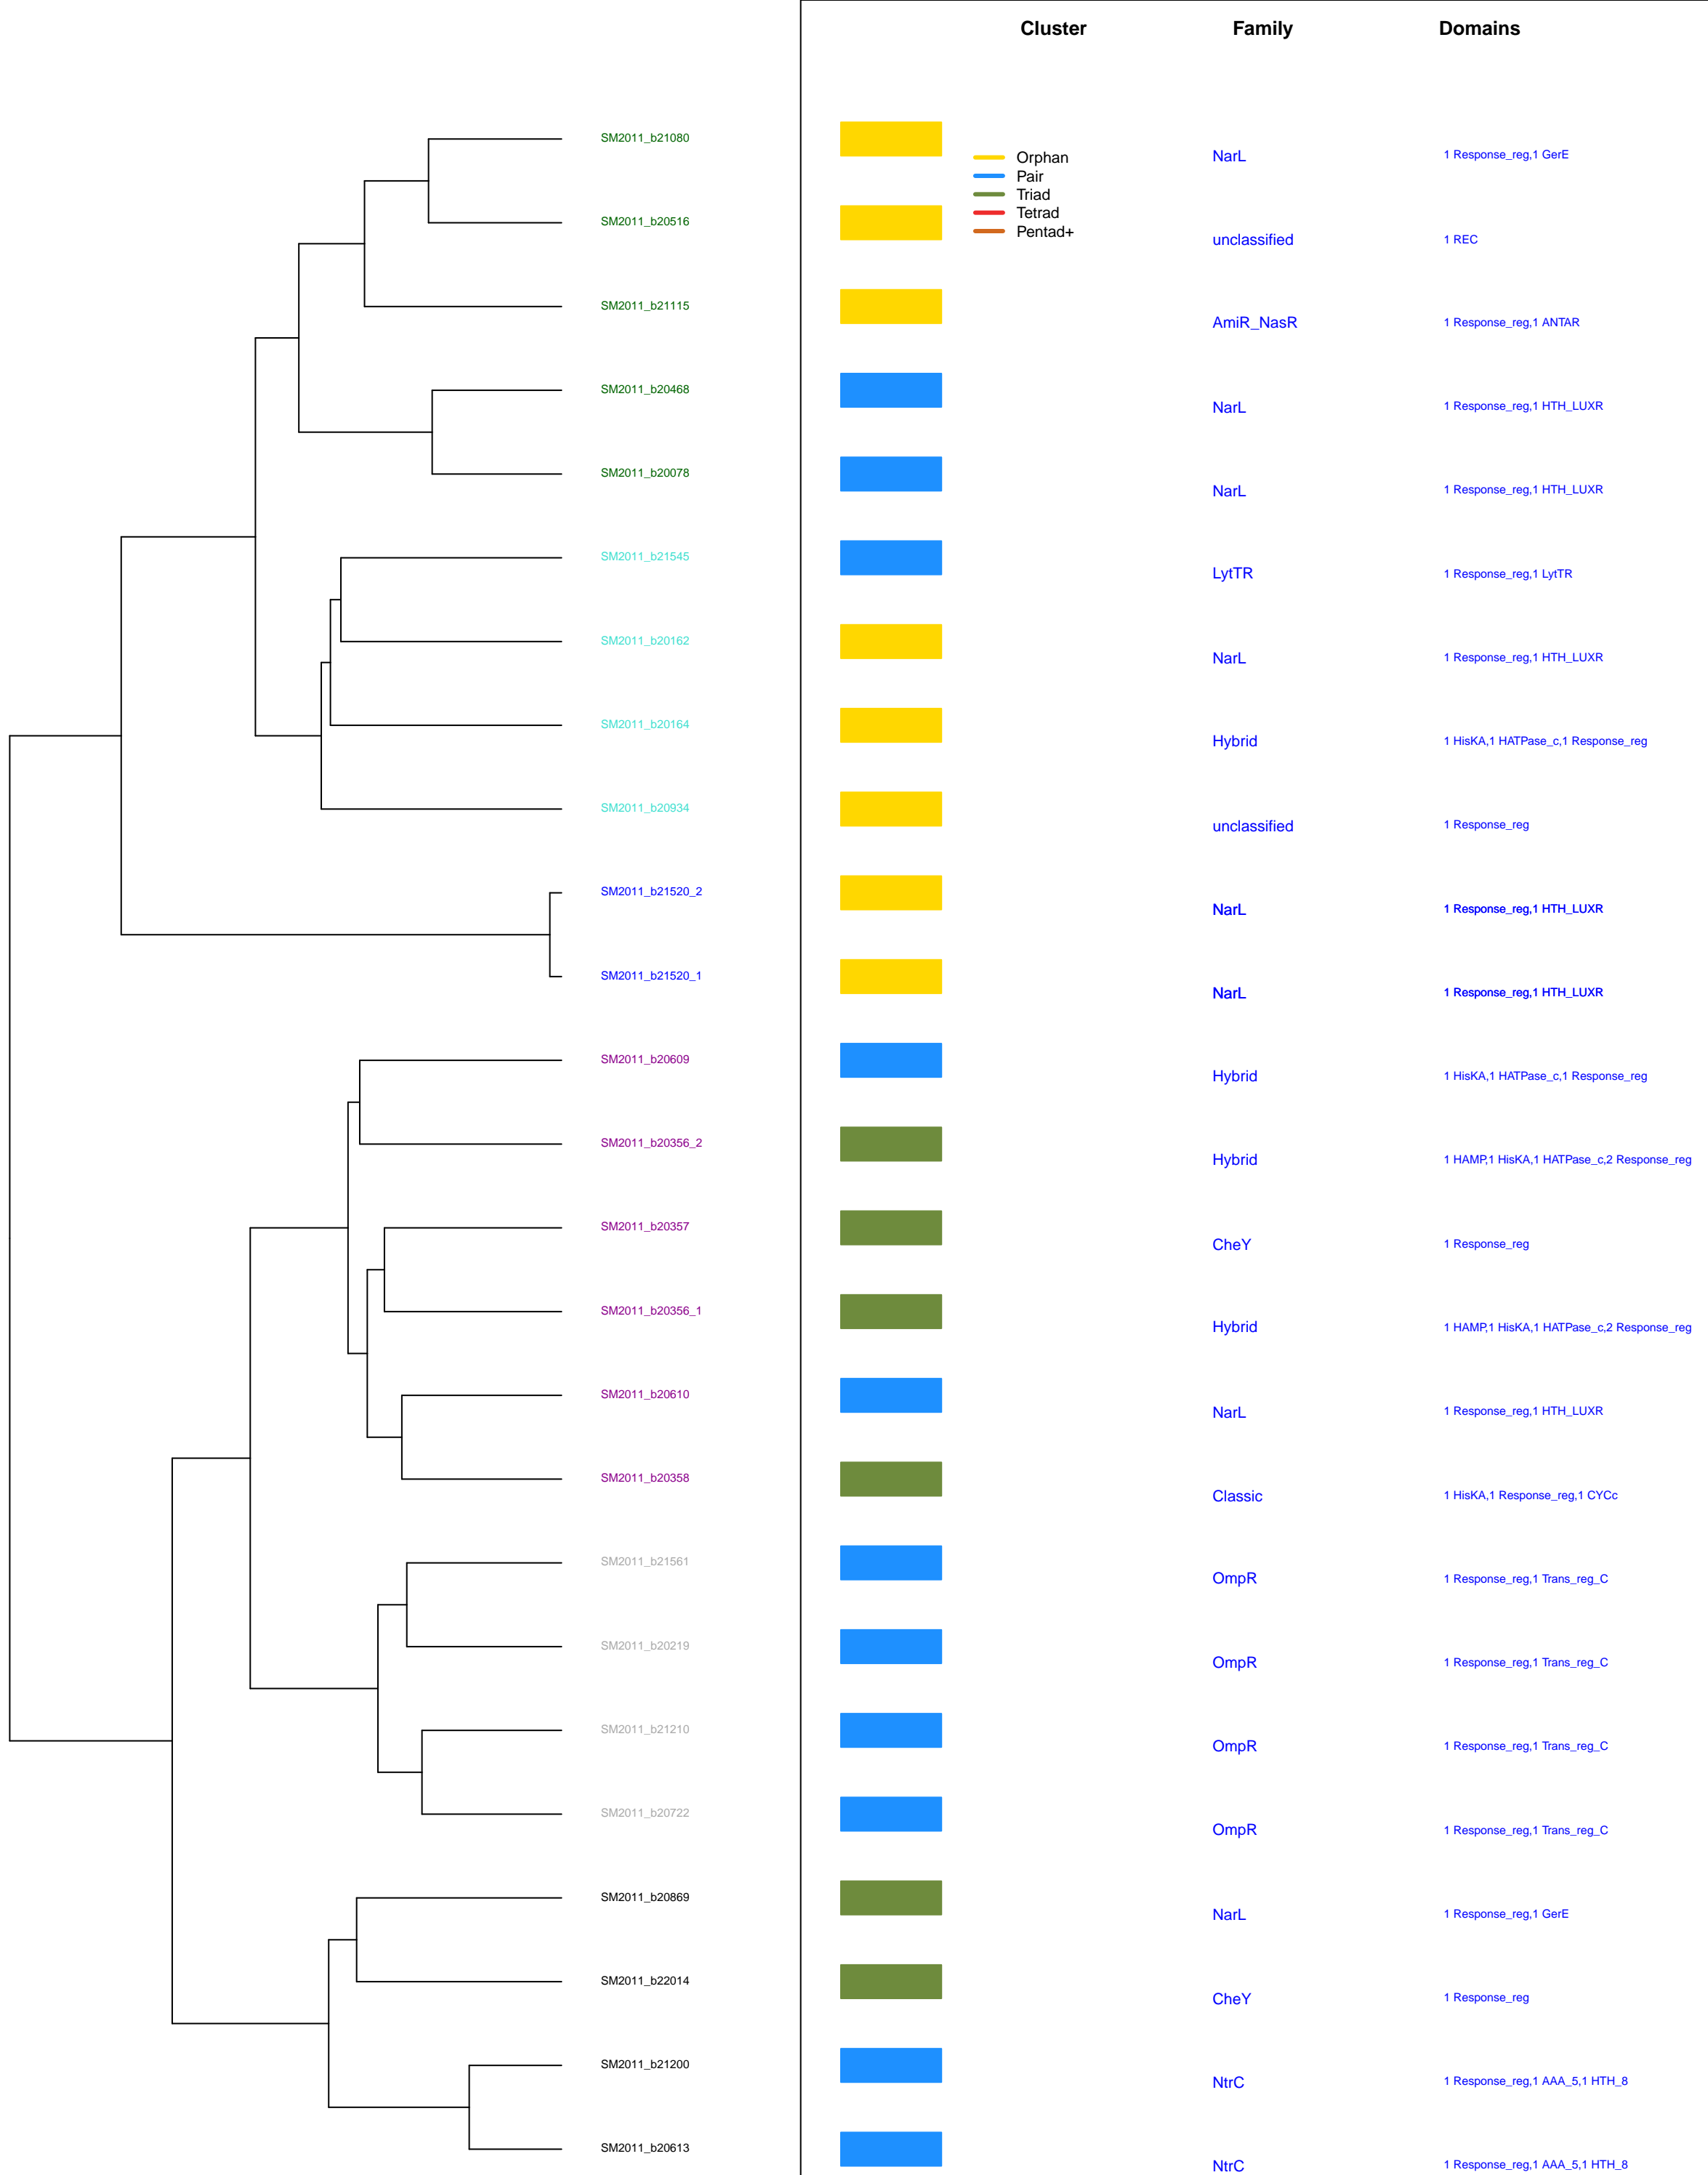 Cluster Family Domains
SM2011_b21080 NarL 1 Response_reg,1 GerE
Orphan
Pair
Triad
Tetrad
Pentad+
SM2011_b20516 unclassified 1 REC
SM2011_b21115 AmiR_NasR 1 Response_reg,1 ANTAR
SM2011_b20468 NarL 1 Response_reg,1 HTH_LUXR
SM2011_b20078 NarL 1 Response_reg,1 HTH_LUXR
SM2011_b21545 LytTR 1 Response_reg,1 LytTR
SM2011_b20162 NarL 1 Response_reg,1 HTH_LUXR
SM2011_b20164 Hybrid 1 HisKA,1 HATPase_c,1 Response_reg
SM2011_b20934 unclassified 1 Response_reg
SM2011_b21520_2 NarL 1 Response_reg,1 HTH_LUXR
SM2011_b21520_1 NarL 1 Response_reg,1 HTH_LUXR
SM2011_b20609 Hybrid 1 HisKA,1 HATPase_c,1 Response_reg
SM2011_b20356_2 Hybrid 1 HAMP,1 HisKA,1 HATPase_c,2 Response_reg
SM2011_b20357 CheY 1 Response_reg
SM2011_b20356_1 Hybrid 1 HAMP,1 HisKA,1 HATPase_c,2 Response_reg
SM2011_b20610 NarL 1 Response_reg,1 HTH_LUXR
SM2011_b20358 Classic 1 HisKA,1 Response_reg,1 CYCc
SM2011_b21561 OmpR 1 Response_reg,1 Trans_reg_C
SM2011_b20219 OmpR 1 Response_reg,1 Trans_reg_C
SM2011_b21210 OmpR 1 Response_reg,1 Trans_reg_C
SM2011_b20722 OmpR 1 Response_reg,1 Trans_reg_C
SM2011_b20869 NarL 1 Response_reg,1 GerE
SM2011_b22014 CheY 1 Response_reg
SM2011_b21200 NtrC 1 Response_reg,1 AAA_5,1 HTH_8
SM2011_b20613 NtrC 1 Response_reg,1 AAA_5,1 HTH_8